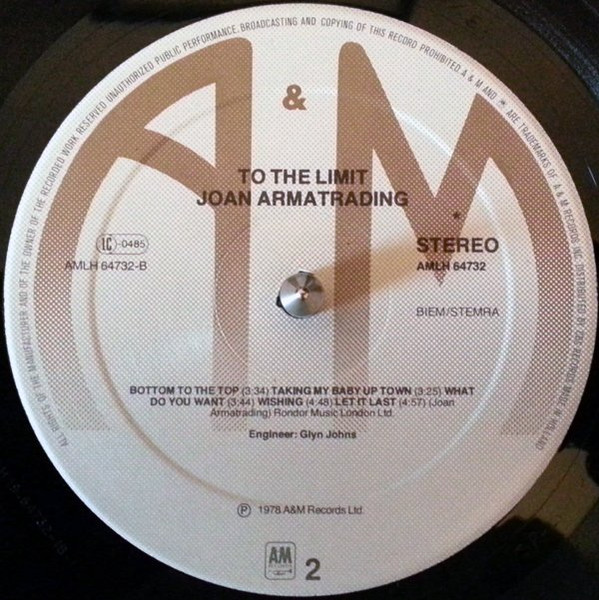 ALL RIGHTS OF THE MANUFACTURER AND OF THE OWNER OF THE RECORDED WORK RESERVED UNAUTHORIZED PUBLIC PERFORMANCE, BROADCASTING AND COPYING OF THIS RECORD PROHIBITED. A & M AND ARE TRADEMARKS OF A & M RECORDS INC. DISTRIBUTED BY CBS RECORDS MADE IN HOLLAND
A & M
TO THE LIMIT
JOAN ARMATRADING
LC-0485
STEREO
AMLH 64732-B
AMLH 64732
BIEM/STEMRA
BOTTOM TO THE TOP (3:34) TAKING MY BABY UP TOWN (3:25) WHAT
DO YOU WANT (3:44) WISHING (4:48) LET IT LAST (4:57) (Joan
Armatrading) Rondor Music London Ltd.
Engineer: Glyn Johns
℗ 1978 A&M Records Ltd.
AM
2